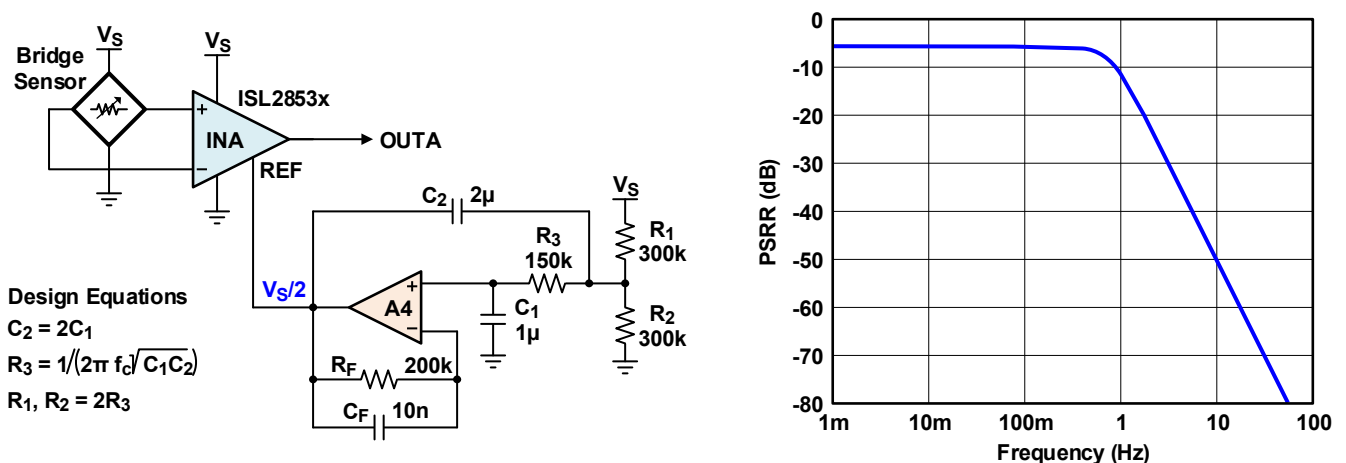 Bridge
Sensor
VS
VS
ISL2853x
+
INA
−
OUTA
REF
C2 2µ
VS
R1
300k
R3
150k
VS/2
A4
+
−
C1
1µ
R2
300k
RF 200k
CF 10n
Design Equations
C2 = 2C1
R3 = 1/(2π fc√C1C2)
R1, R2 = 2R3
PSRR (dB)
0
-10
-20
-30
-40
-50
-60
-70
-80
1m 10m 100m 1 10 100
Frequency (Hz)